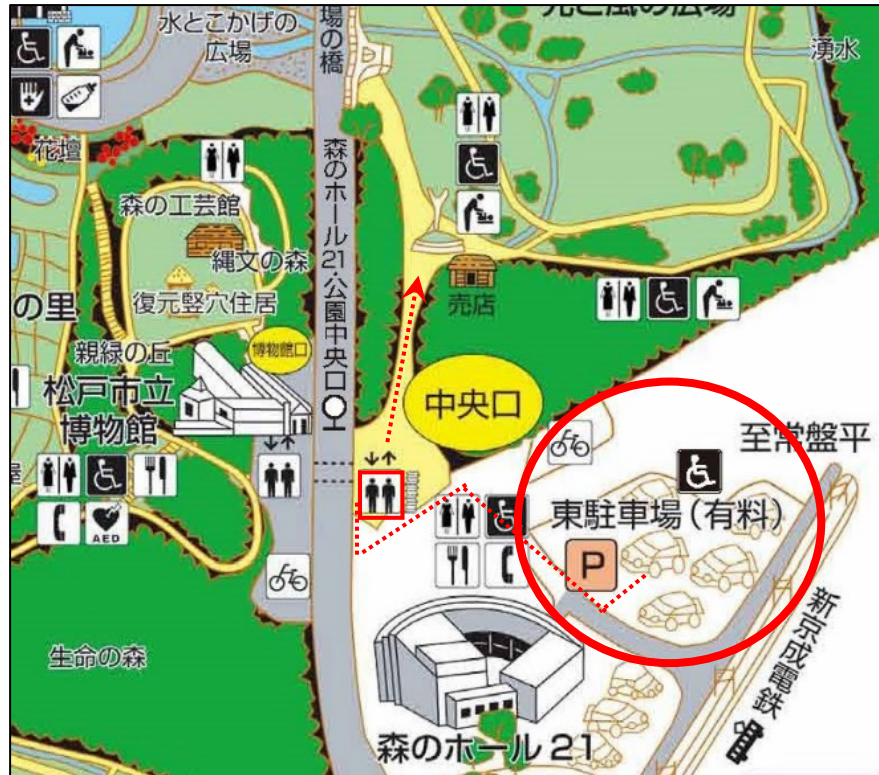 水とこかげの
広場
場の橋
光と風の広場
湧水
花壇
森の工芸館
縄文の森
復元竪穴住居
の里
親緑の丘
博物館口
松戸市立
博物館
AED
森のホール21・公園中央口
売店
中央口
至常盤平
東駐車場(有料)
P
新京成電鉄
生命の森
森のホール21